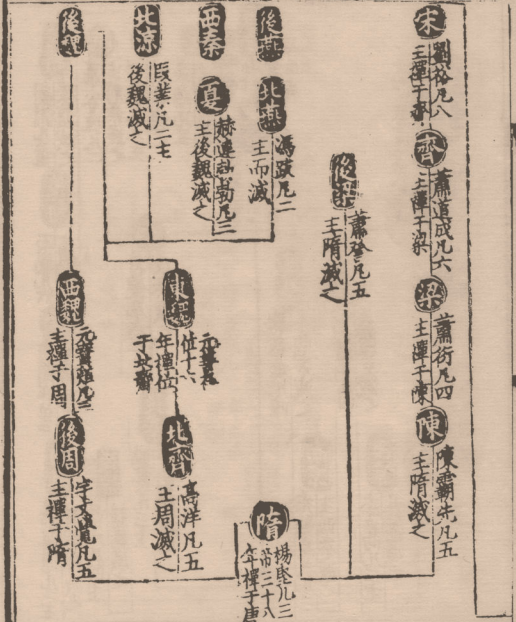 宋
劉裕凡八
主禪于齊
齊
蕭道成凡六
主禪于梁
梁
蕭衍凡四
主禪于陳
陳
陳霸先凡五
主隋滅之
後梁
蕭詧凡五
主隋滅之
後燕
北燕
馮跋凡二
主而滅
隋
楊堅凡三
帝三十八
年禪于唐
西秦
夏
赫連勃勃凡三
主後魏滅之
北涼
段業凡二主
後魏滅之
東魏
元善見
位十六
年禪位
于北齊
北齊
高洋凡五
主周滅之
後魏
西魏
元寶炬凡三
主禪于周
後周
宇文覺凡五
主禪于隋